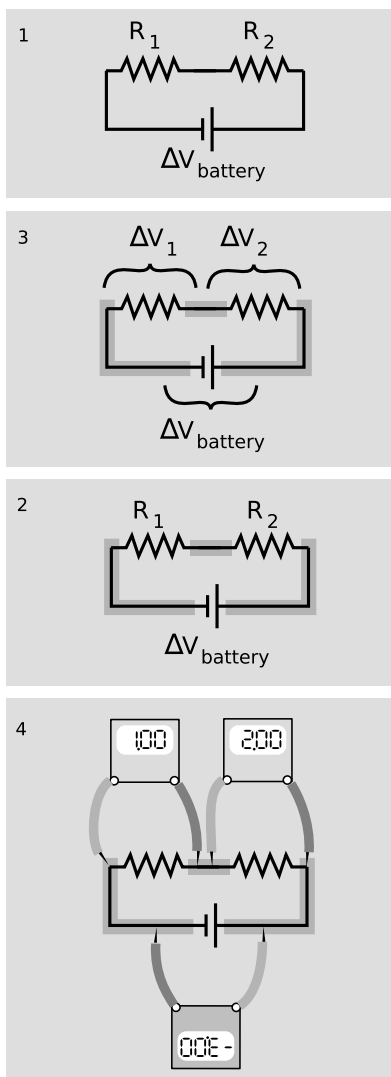 1
R1 R2
ΔVbattery
3
ΔV1 ΔV2
ΔVbattery
2
R1 R2
ΔVbattery
4
1.00 2.00
-3.00